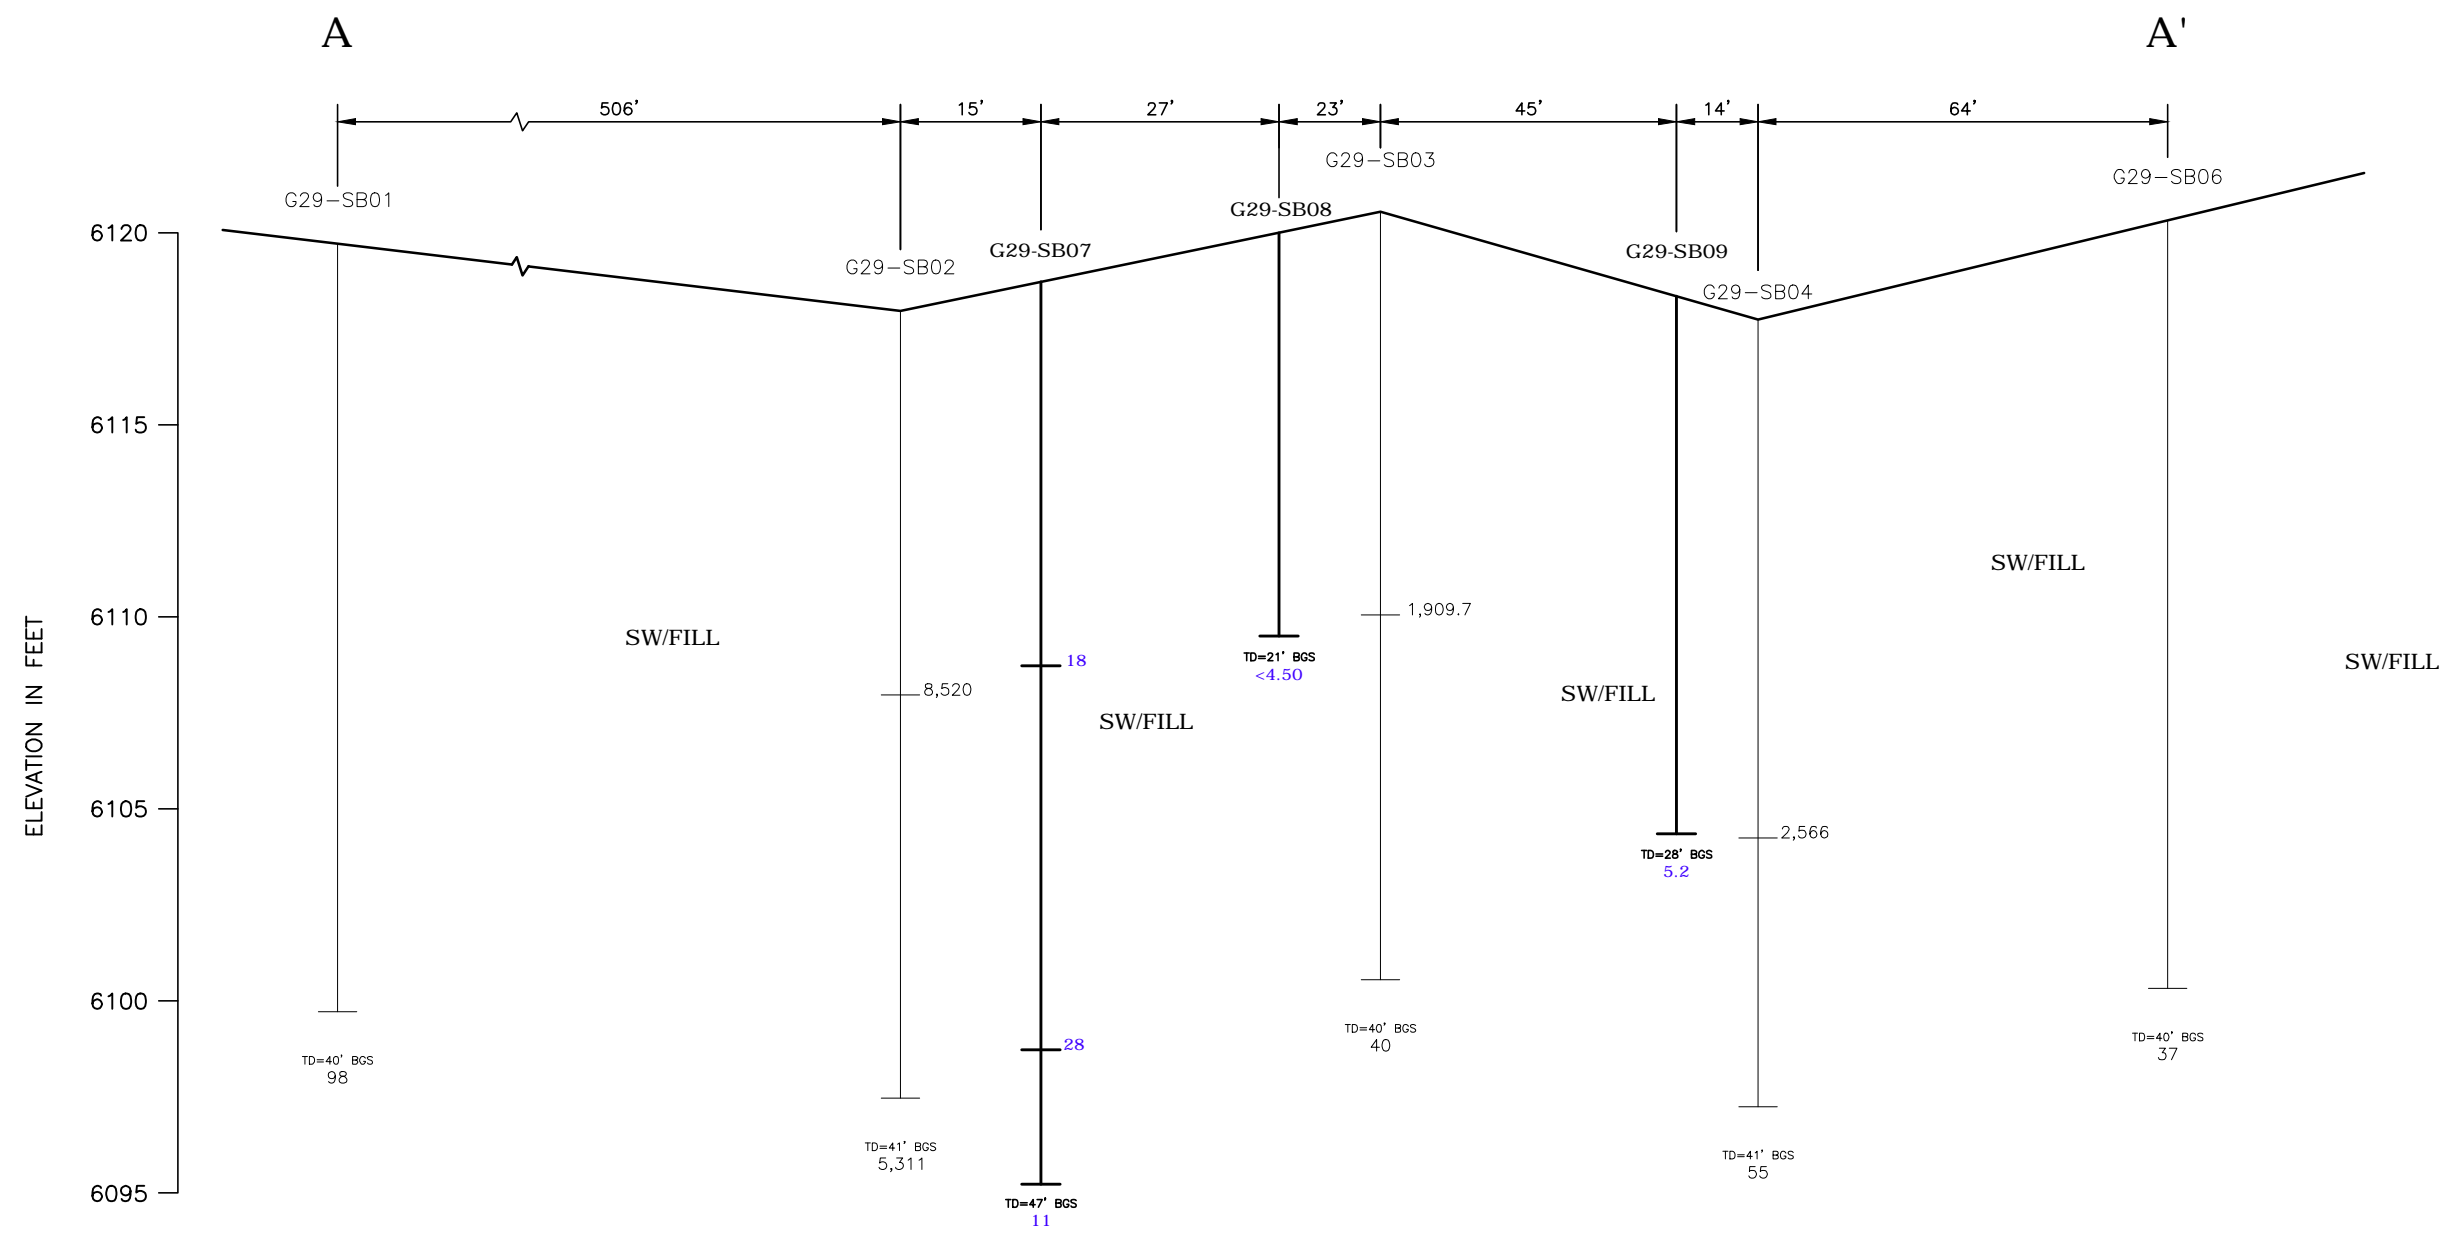 A
A'
506'
15'
27'
23'
45'
14'
64'
G29-SB03
G29-SB06
G29-SB01
G29-SB08
G29-SB07
G29-SB09
G29-SB02
G29-SB04
6120
6115
6110
6105
6100
6095
ELEVATION IN FEET
SW/FILL
SW/FILL
SW/FILL
SW/FILL
SW/FILL
1,909.7
8,520
18
28
2,566
TD=21' BGS
<4.50
TD=28' BGS
5.2
TD=40' BGS
98
TD=41' BGS
5,311
TD=47' BGS
11
TD=40' BGS
40
TD=41' BGS
55
TD=40' BGS
37